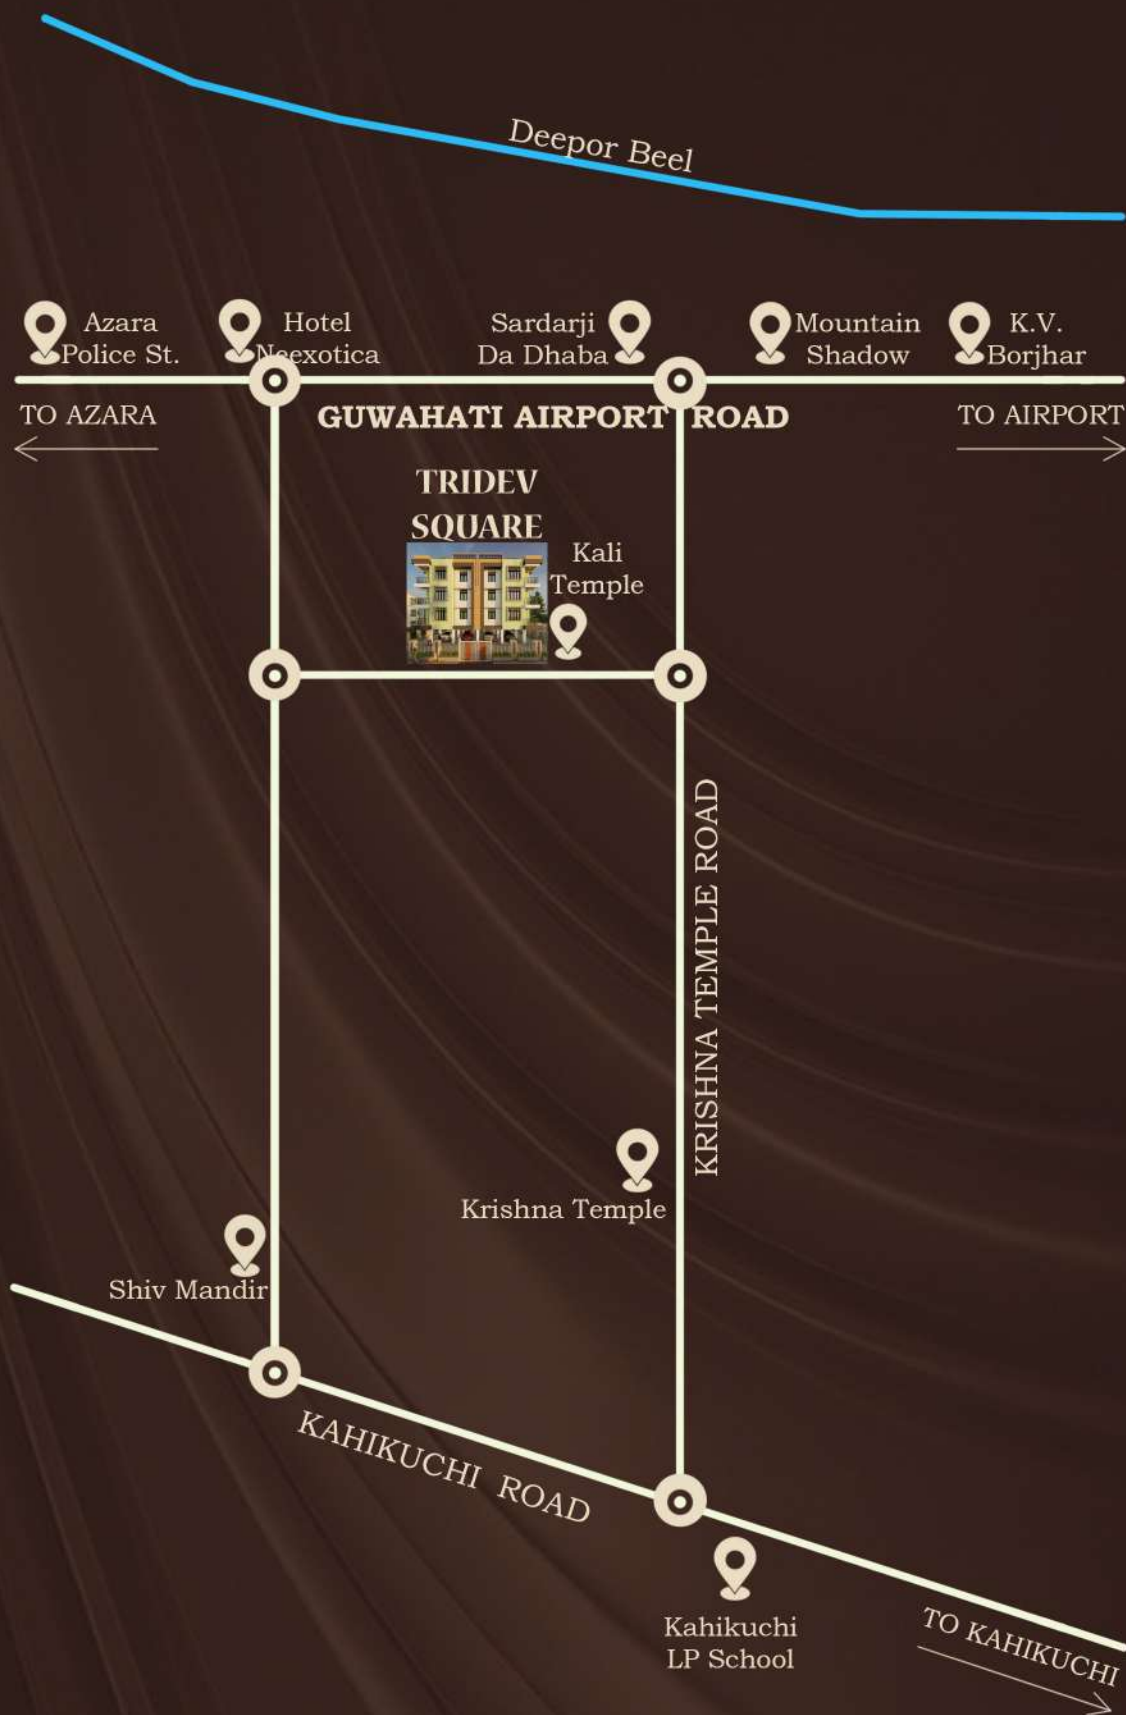 Deepor Beel
Azara
Police St.
Hotel
Neexotica
Sardarji
Da Dhaba
Mountain
Shadow
K.V.
Borjhar
TO AZARA
GUWAHATI AIRPORT ROAD
TO AIRPORT
TRIDEV
SQUARE
Kali
Temple
KRISHNA TEMPLE ROAD
Krishna Temple
Shiv Mandir
KAHIKUCHI ROAD
Kahikuchi
LP School
TO KAHIKUCHI